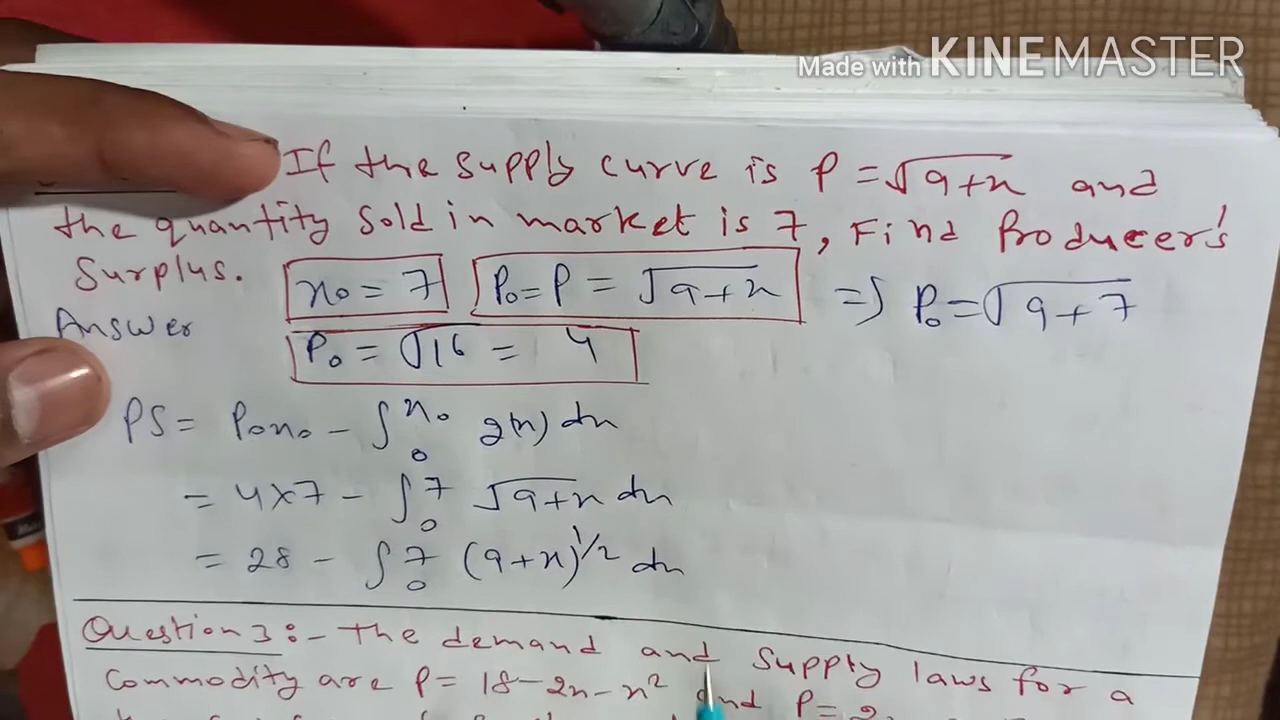 Made with KINEMASTER
If the supply curve is P = √9+x and
the quantity sold in market is 7, Find Producer's
Surplus.
x₀ = 7 P₀ = P = √9+x ⇒ P₀ = √9+7
Answer
P₀ = √16 = 4
PS = P₀x₀ - ∫₀^x₀ g(x) dx
= 4×7 - ∫₀^7 √9+x dx
= 28 - ∫₀^7 (9+x)^1/2 dx
Question 3:- The demand and Supply laws for a
Commodity are P = 18-2x-x² and P = 2